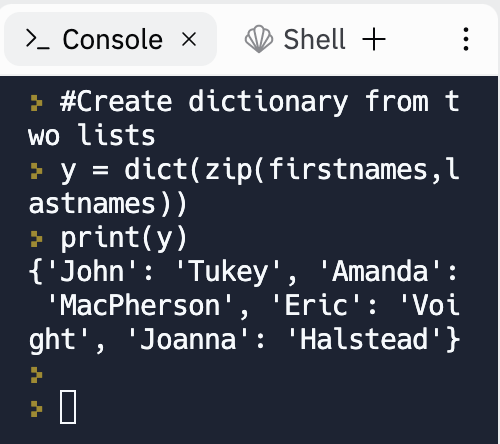 >_ Console ×
Shell +
> #Create dictionary from t
wo lists
> y = dict(zip(firstnames,l
astnames))
> print(y)
{'John': 'Tukey', 'Amanda':
 'MacPherson', 'Eric': 'Voi
ght', 'Joanna': 'Halstead'}
>
>